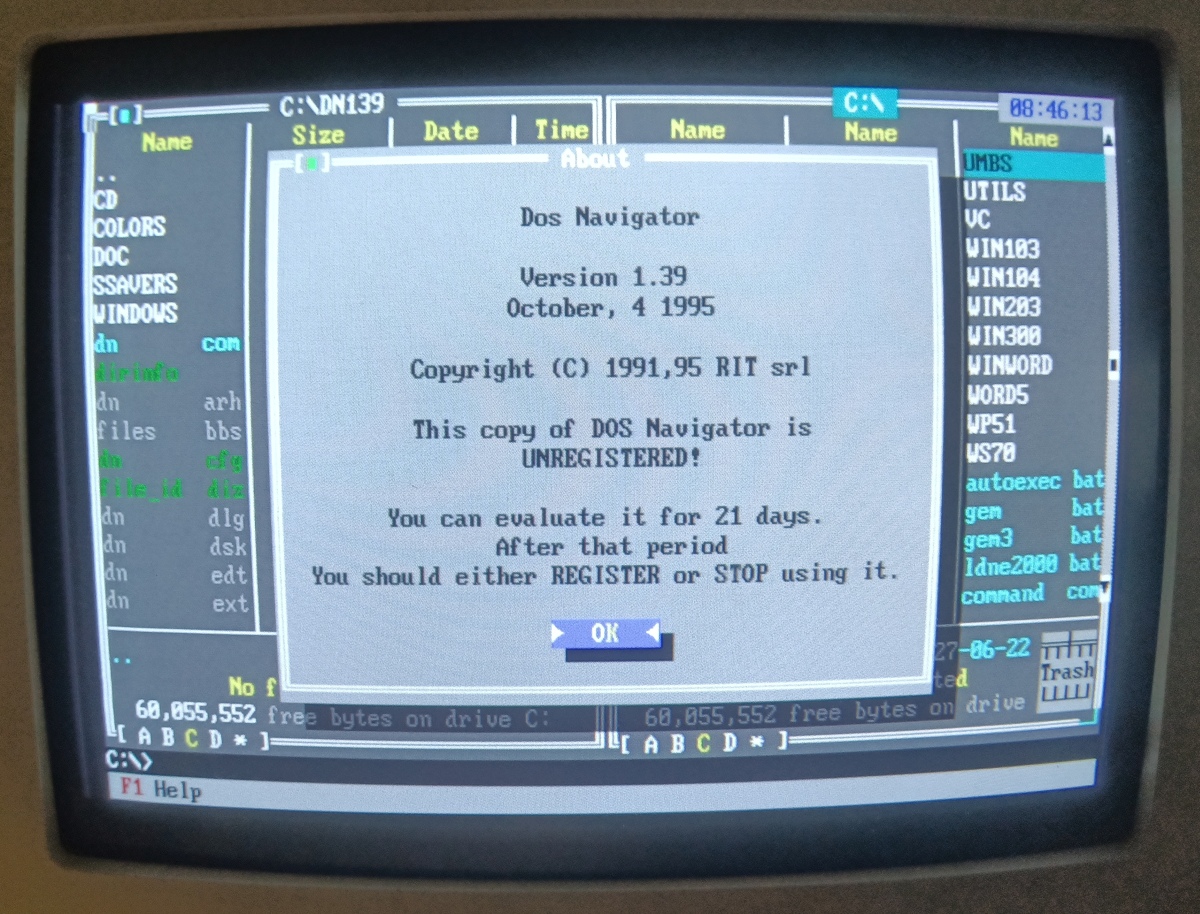 C:\DN139 C:\ 08:46:13
Name Size Date Time Name Name Name
About
.. UMBS
CD UTILS
COLORS VC
DOC WIN103
SSAVERS WIN104
WINDOWS WIN203
dn com WIN300
dirinfo WINWORD
dn arh WORD5
files bbs WP51
dn cfg WS70
file_id diz autoexec bat
dn dlg gem bat
dn dsk gem3 bat
dn edt ldne2000 bat
dn ext command com
Dos Navigator
Version 1.39
October, 4 1995
Copyright (C) 1991,95 RIT srl
This copy of DOS Navigator is
UNREGISTERED!
You can evaluate it for 21 days.
After that period
You should either REGISTER or STOP using it.
OK
.. 27-06-22
No f ted Trash
60,055,552 free bytes on drive C: 60,055,552 free bytes on drive
[ A B C D * ] [ A B C D * ]
C:\>
F1 Help